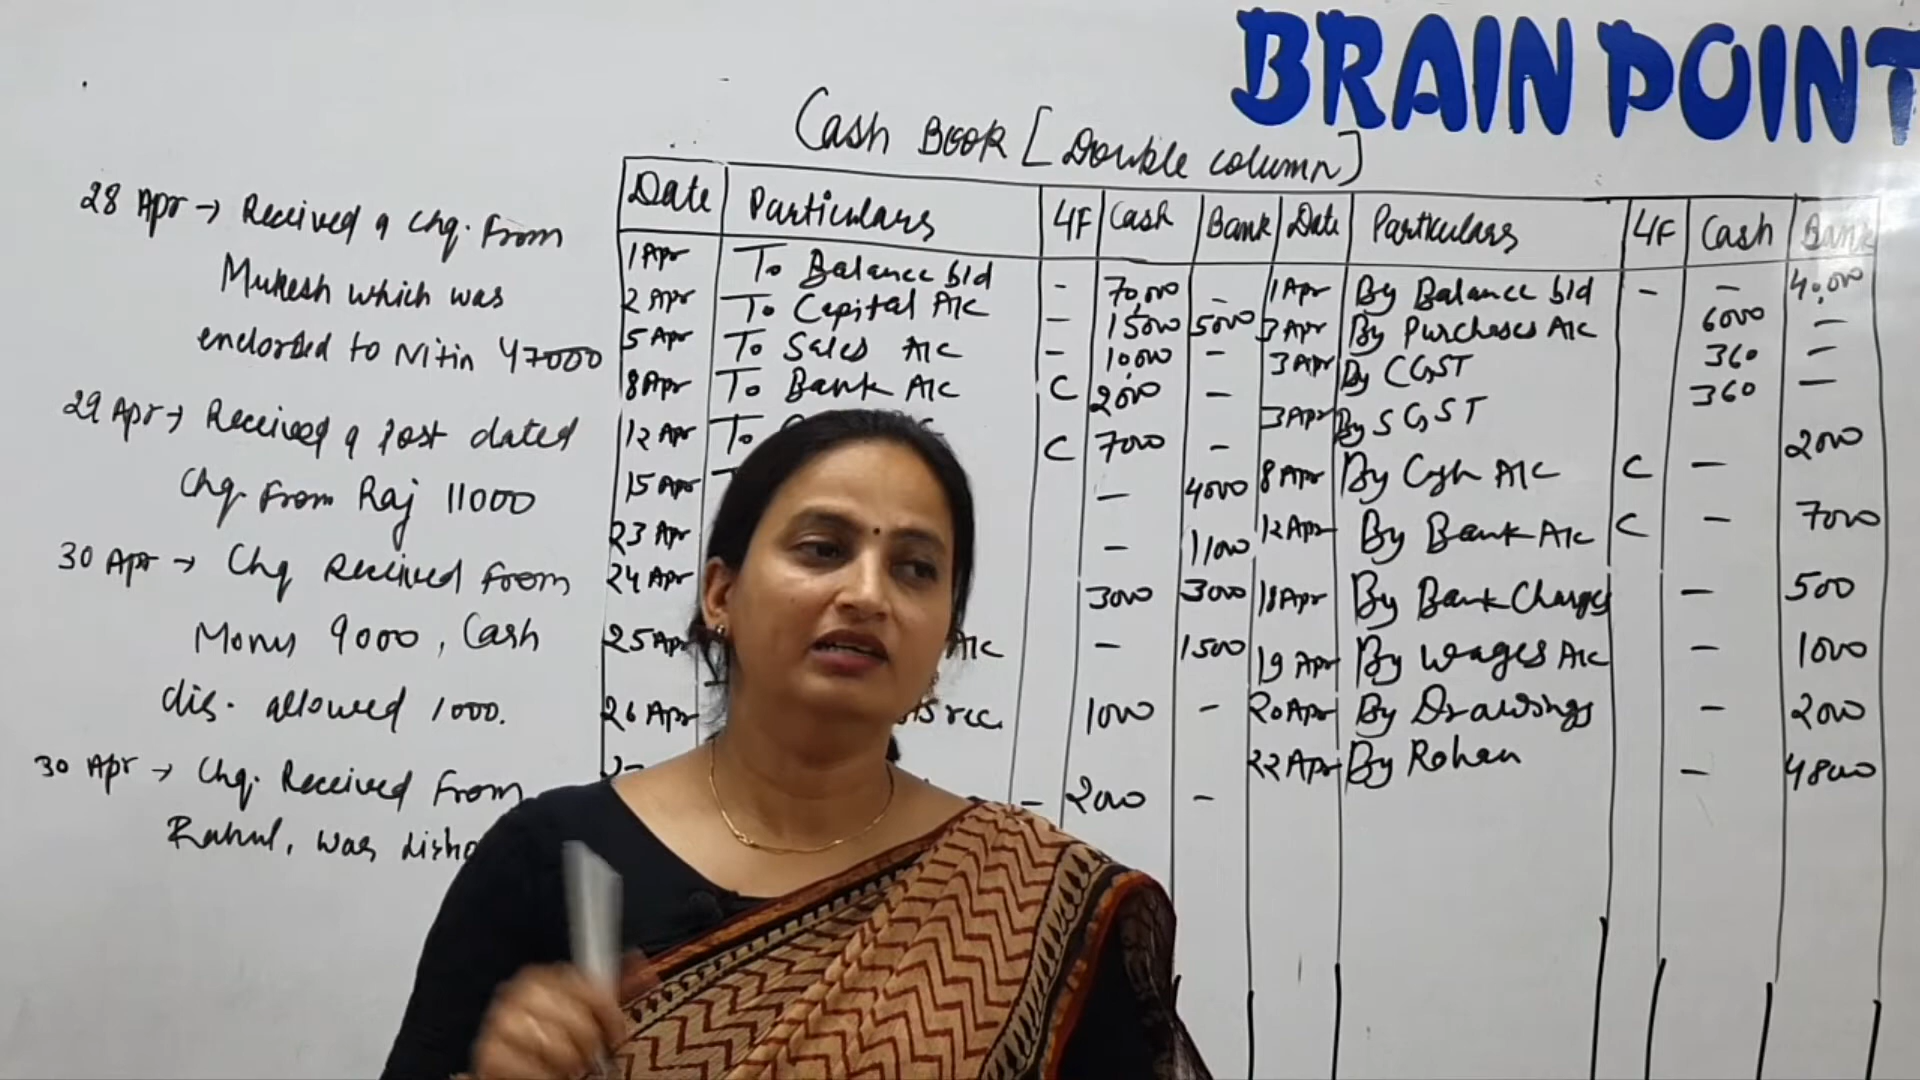 BRAIN POINT
Cash Book [Double column]
28 Apr → Received a chq. From
Mukesh which was
endorsed to Nitin 47000
29 Apr → Received a Post dated
Chq. From Raj 11000
30 Apr → Chq Received From
9000, Cash
dis. allowed 1000.
30 Apr → Chq. Received From
Rahul, was
Date Particulars LF Cash Bank Date Particulars LF Cash Bank
1 Apr To Balance b/d - 70,000 - 1 Apr By Balance b/d - - 40,000
2 Apr To Capital A/c - 15000 5000 3 Apr By Purchases A/c 6000 -
5 Apr To Sales A/c - 10,000 - 3 Apr By CGST 360 -
8 Apr To Bank A/c C 2000 - 3 Apr By SGST 360 -
12 Apr To C 7000 - 8 Apr By Cash A/c C - 2000
15 Apr - 4000 12 Apr By Bank A/c C - 7000
23 Apr - 11000 18 Apr By Bank Charges - 500
24 Apr 3000 3000 19 Apr By Wages A/c - 1000
25 Apr A/c - 1500 20 Apr By Drawings - 2000
26 Apr rec. 1000 - 22 Apr By Rohan - 4800
- 2000 -